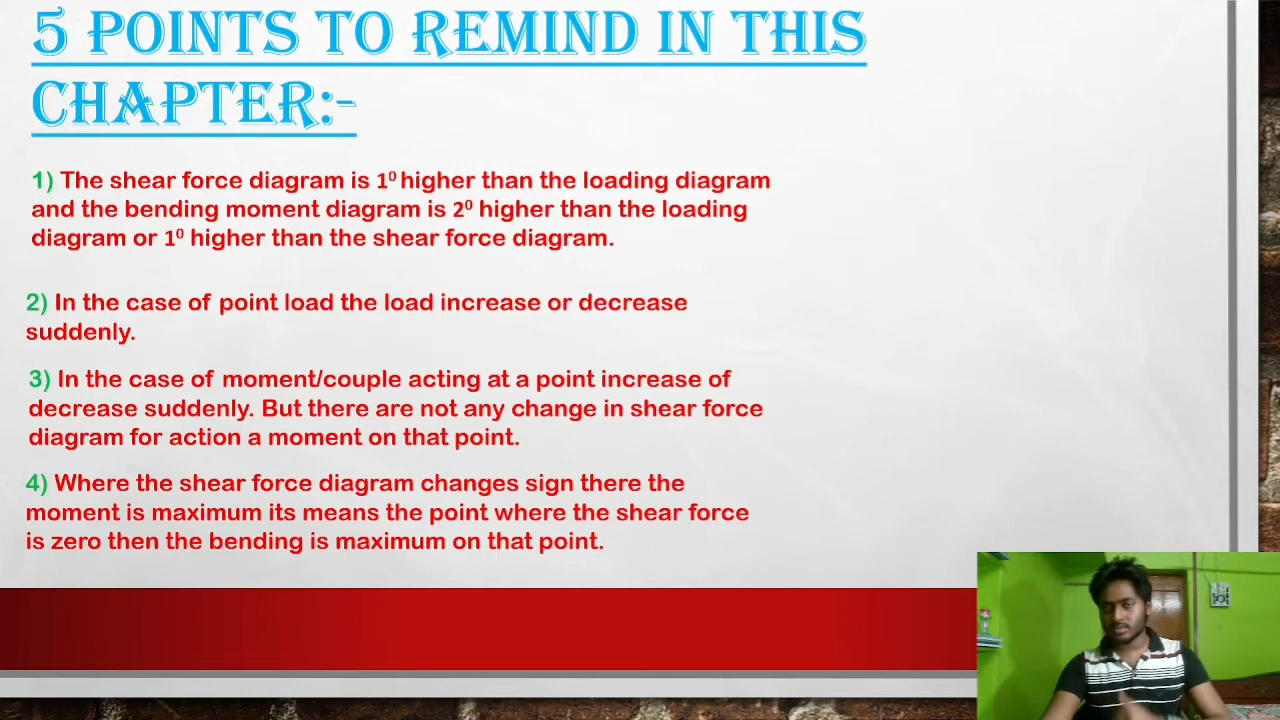 5 POINTS TO REMIND IN THIS
CHAPTER:-
1) The shear force diagram is 1⁰ higher than the loading diagram
and the bending moment diagram is 2⁰ higher than the loading
diagram or 1⁰ higher than the shear force diagram.
2) In the case of point load the load increase or decrease
suddenly.
3) In the case of moment/couple acting at a point increase of
decrease suddenly. But there are not any change in shear force
diagram for action a moment on that point.
4) Where the shear force diagram changes sign there the
moment is maximum its means the point where the shear force
is zero then the bending is maximum on that point.